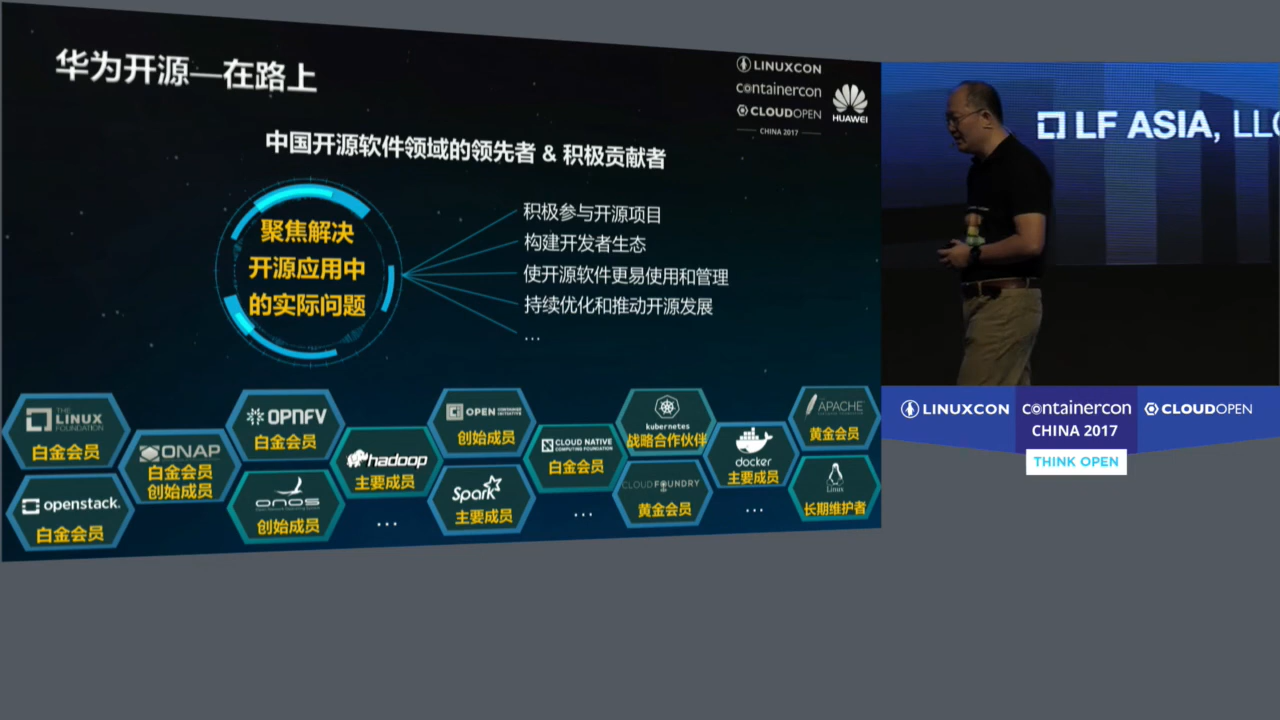 华为开源—在路上
LINUXCON
containercon
CLOUDOPEN
CHINA 2017
HUAWEI
中国开源软件领域的领先者 & 积极贡献者
聚焦解决
开源应用中
的实际问题
积极参与开源项目
构建开发者生态
使开源软件更易使用和管理
持续优化和推动开源发展
...
THE
LINUX
FOUNDATION
白金会员
openstack.
白金会员
ONAP
白金会员
创始成员
OPNFV
白金会员
onos
创始成员
hadoop
主要成员
...
OPEN CONTAINER INITIATIVE
创始成员
Spark
主要成员
CLOUD NATIVE
COMPUTING FOUNDATION
白金会员
...
kubernetes
战略合作伙伴
CLOUD FOUNDRY
黄金会员
docker
主要成员
...
APACHE
黄金会员
Linux
长期维护者
LF ASIA, LLC
LINUXCON
containercon
CLOUDOPEN
CHINA 2017
THINK OPEN